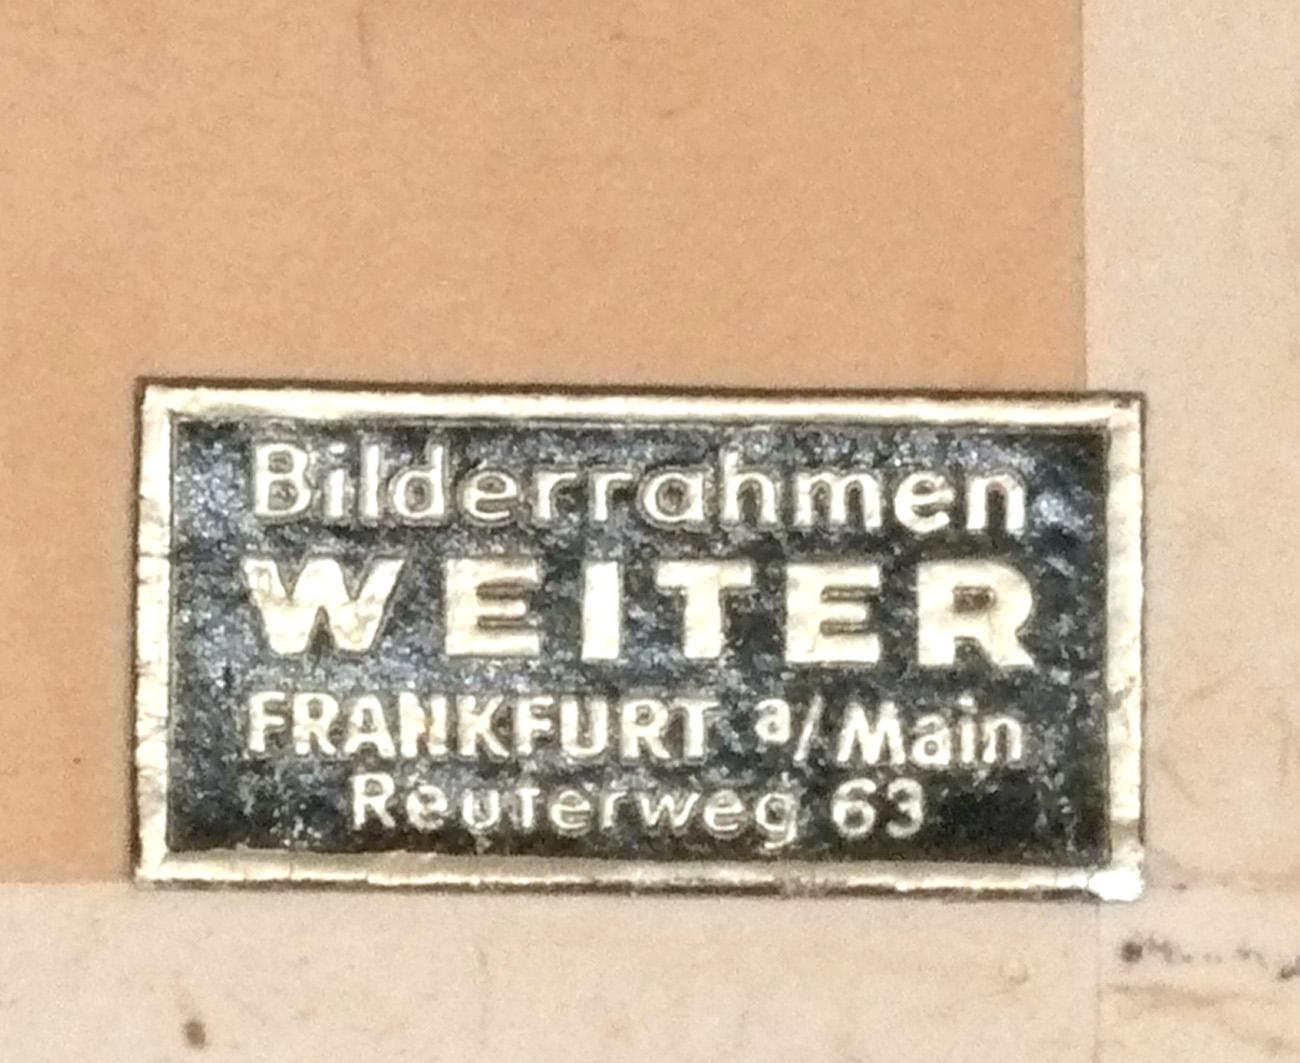 Bilderrahmen
WEITER
FRANKFURT a/Main
Reuterweg 63